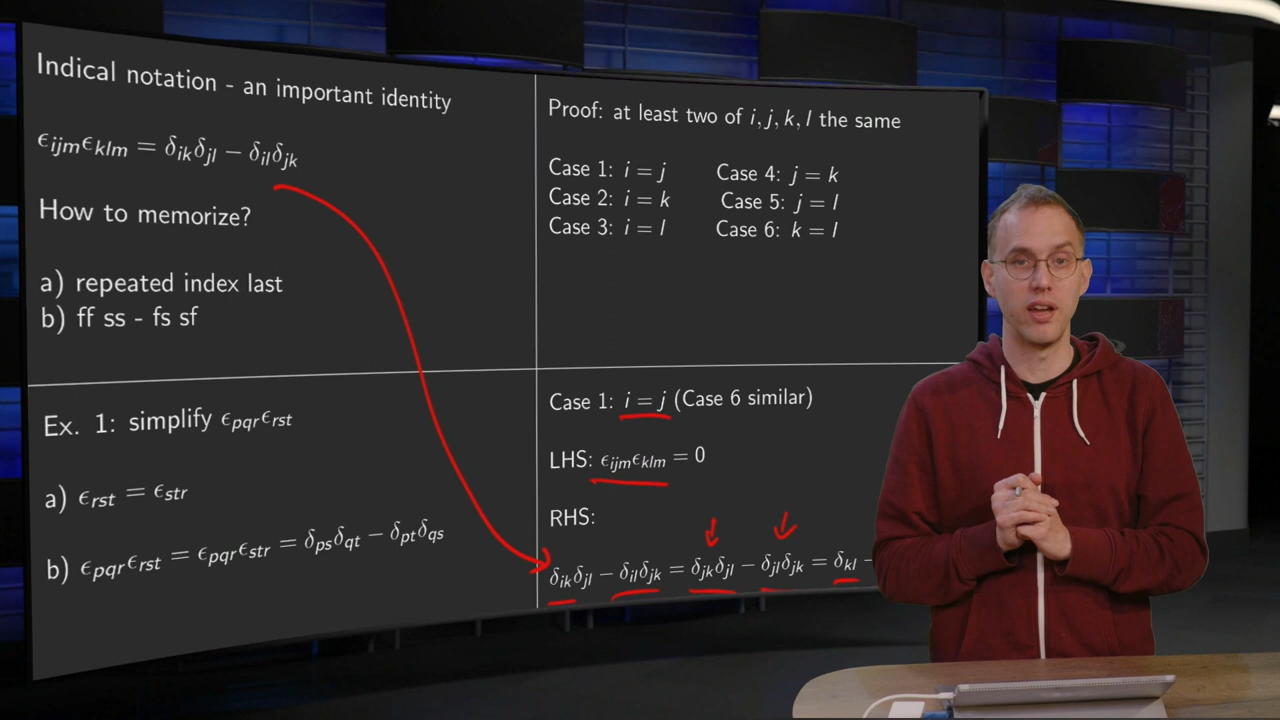 Indical notation - an important identity
ϵ_{ijm}ϵ_{klm} = δ_{ik}δ_{jl} − δ_{il}δ_{jk}
How to memorize?
a) repeated index last
b) ff ss - fs sf
Ex. 1: simplify ϵ_{pqr}ϵ_{rst}
a) ϵ_{rst} = ϵ_{str}
b) ϵ_{pqr}ϵ_{rst} = ϵ_{pqr}ϵ_{str} = δ_{ps}δ_{qt} − δ_{pt}δ_{qs}
Proof: at least two of i, j, k, l the same
Case 1: i = j Case 4: j = k
Case 2: i = k Case 5: j = l
Case 3: i = l Case 6: k = l
Case 1: i = j (Case 6 similar)
LHS: ϵ_{ijm}ϵ_{klm} = 0
RHS:
δ_{ik}δ_{jl} − δ_{il}δ_{jk} = δ_{jk}δ_{jl} − δ_{jl}δ_{jk} = δ_{kl} −